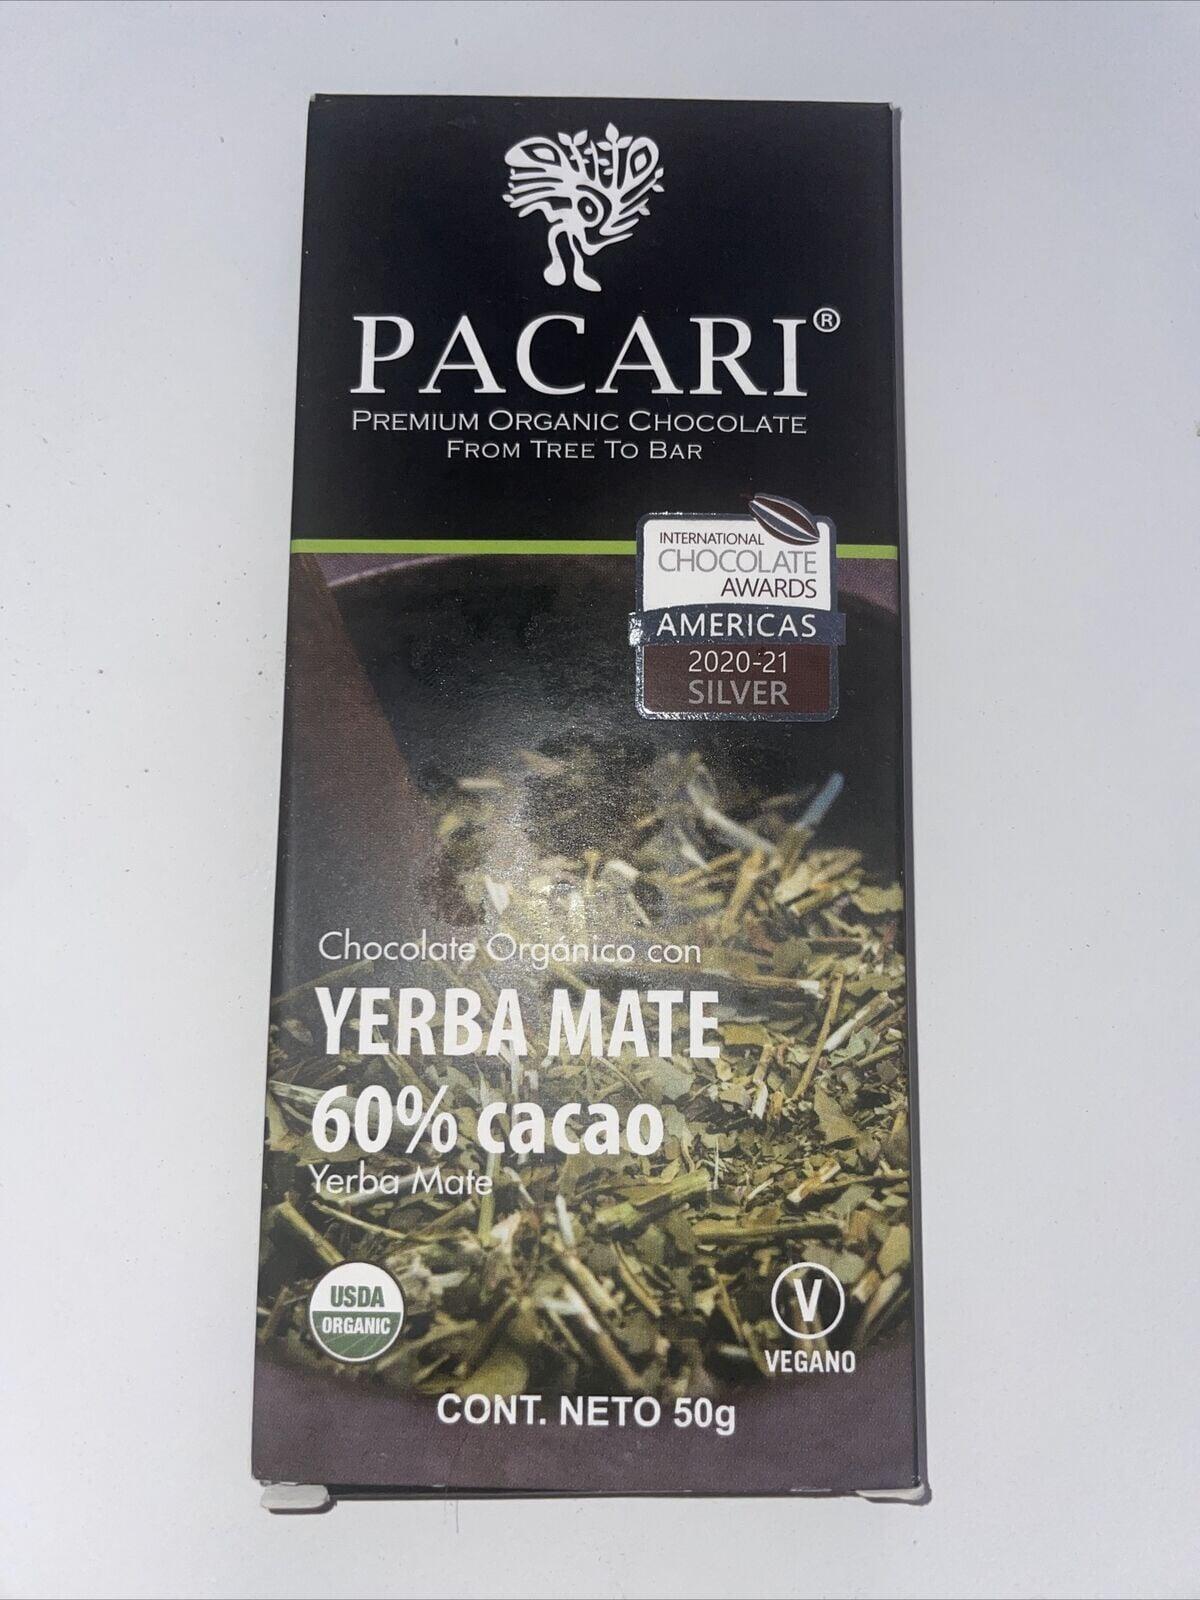 PACARI®
PREMIUM ORGANIC CHOCOLATE
FROM TREE TO BAR
INTERNATIONAL
CHOCOLATE
AWARDS
AMERICAS
2020-21
SILVER
Chocolate Orgánico con
YERBA MATE
60% cacao
Yerba Mate
USDA
ORGANIC
V
VEGANO
CONT. NETO 50g